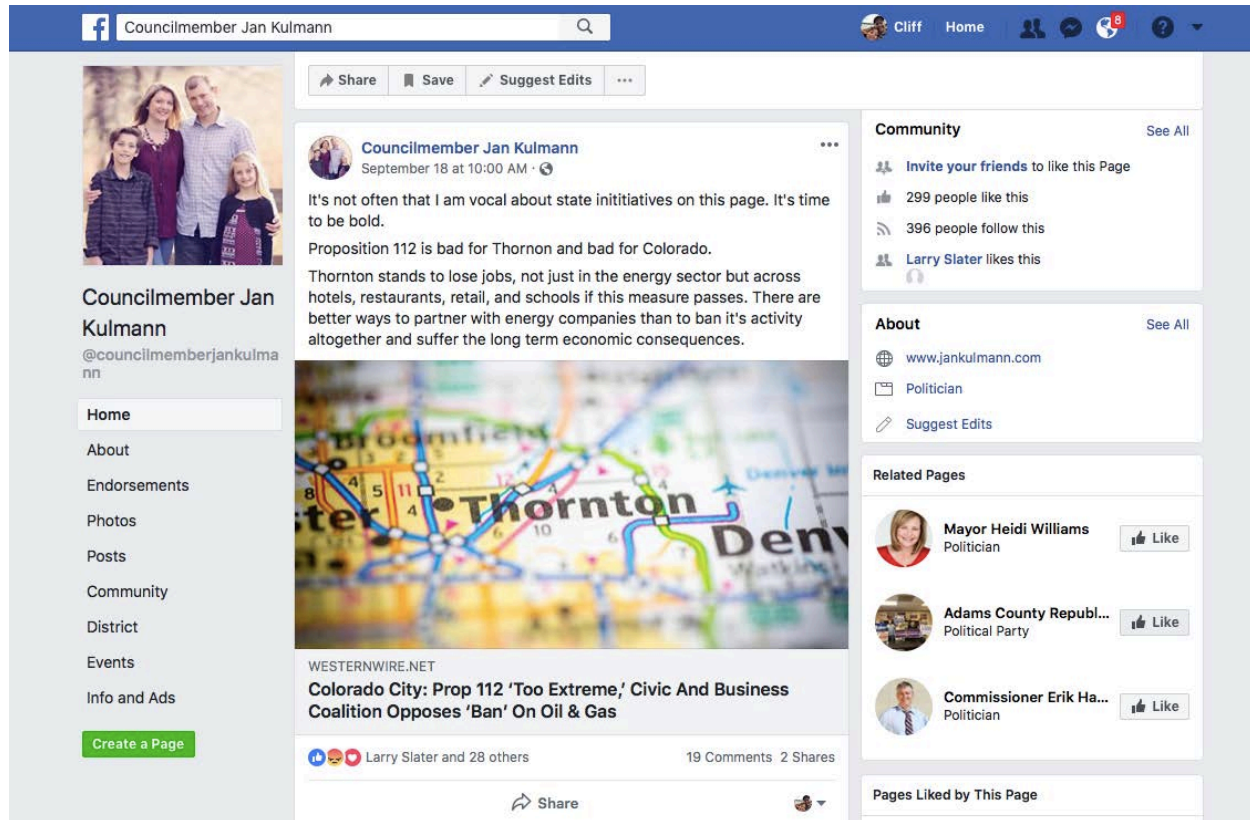 Councilmember Jan Kulmann
Cliff
Home
8
Share
Save
Suggest Edits
Councilmember Jan
Kulmann
@councilmemberjankulma
nn
Home
About
Endorsements
Photos
Posts
Community
District
Events
Info and Ads
Create a Page
Councilmember Jan Kulmann
September 18 at 10:00 AM ·
It's not often that I am vocal about state inititiatives on this page. It's time
to be bold.
Proposition 112 is bad for Thornon and bad for Colorado.
Thornton stands to lose jobs, not just in the energy sector but across
hotels, restaurants, retail, and schools if this measure passes. There are
better ways to partner with energy companies than to ban it's activity
altogether and suffer the long term economic consequences.
Broomfield
Thornton
Denv
Watkins
WESTERNWIRE.NET
Colorado City: Prop 112 'Too Extreme,' Civic And Business
Coalition Opposes 'Ban' On Oil & Gas
Larry Slater and 28 others
19 Comments 2 Shares
Share
Community
See All
Invite your friends to like this Page
299 people like this
396 people follow this
Larry Slater likes this
About
See All
www.jankulmann.com
Politician
Suggest Edits
Related Pages
Mayor Heidi Williams
Politician
Like
Adams County Republ...
Political Party
Like
Commissioner Erik Ha...
Politician
Like
Pages Liked by This Page